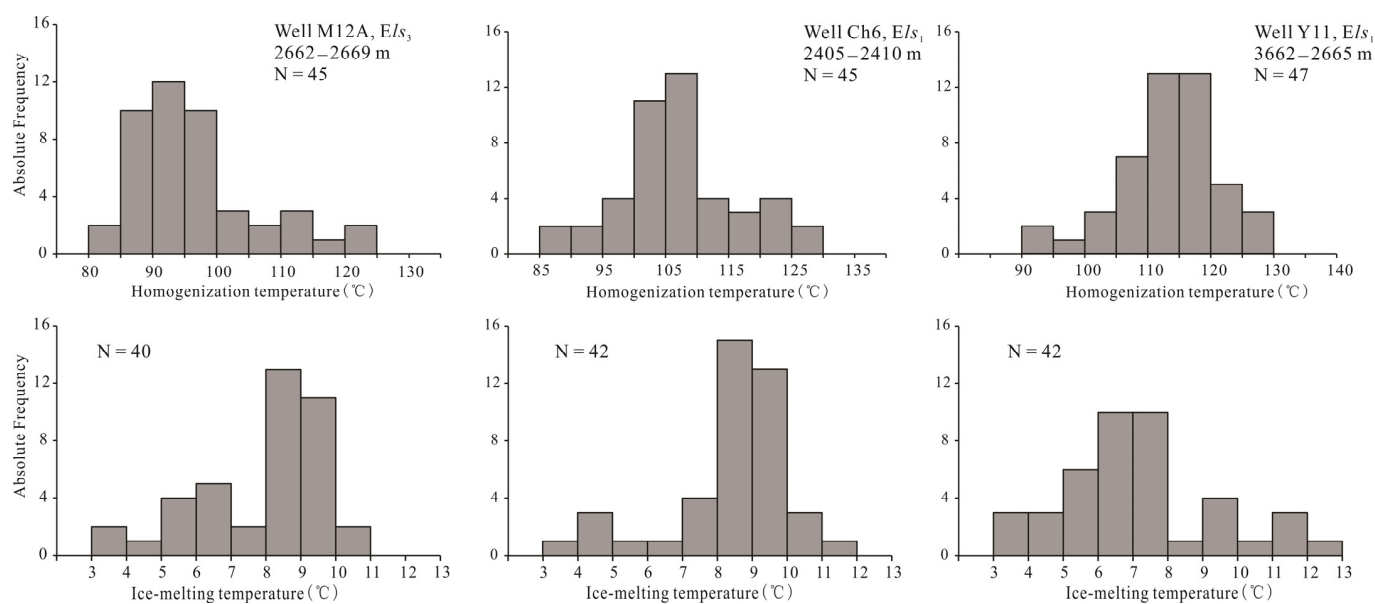 Absolute Frequency
16
12
8
4
0
Well M12A, Els₃
2662–2669 m
N = 45
80 90 100 110 120 130
Homogenization temperature (℃)
16
12
8
4
0
Well Ch6, Els₁
2405–2410 m
N = 45
85 95 105 115 125 135
Homogenization temperature (℃)
16
12
8
4
0
Well Y11, Els₁
3662–2665 m
N = 47
90 100 110 120 130 140
Homogenization temperature (℃)
Absolute Frequency
16
12
8
4
0
N = 40
3 4 5 6 7 8 9 10 11 12 13
Ice-melting temperature (℃)
16
12
8
4
0
N = 42
3 4 5 6 7 8 9 10 11 12 13
Ice-melting temperature (℃)
16
12
8
4
0
N = 42
3 4 5 6 7 8 9 10 11 12 13
Ice-melting temperature (℃)